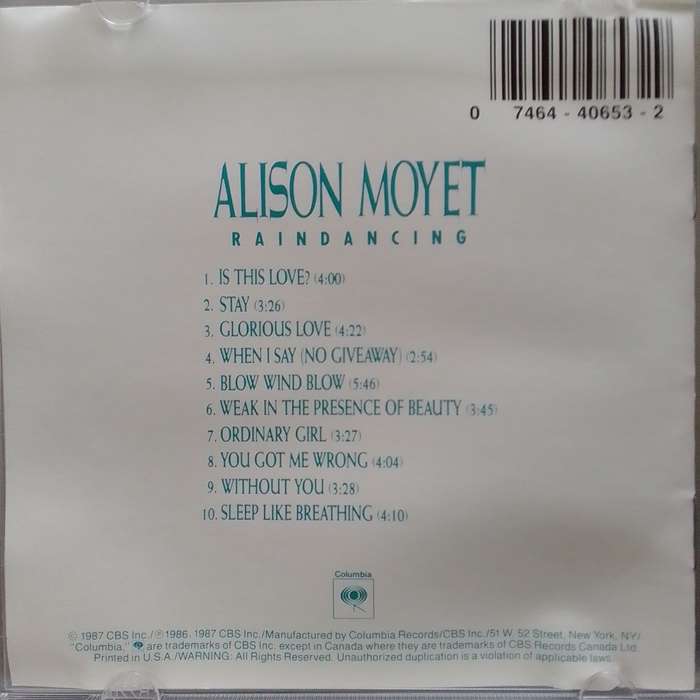 0 7464 - 40653 - 2
ALISON MOYET
RAINDANCING
1. IS THIS LOVE? (4:00)
2. STAY (3:26)
3. GLORIOUS LOVE (4:22)
4. WHEN I SAY (NO GIVEAWAY) (2:54)
5. BLOW WIND BLOW (5:46)
6. WEAK IN THE PRESENCE OF BEAUTY (3:45)
7. ORDINARY GIRL (3:27)
8. YOU GOT ME WRONG (4:04)
9. WITHOUT YOU (3:28)
10. SLEEP LIKE BREATHING (4:10)
Columbia
© 1987 CBS Inc./℗ 1986, 1987 CBS Inc./Manufactured by Columbia Records/CBS Inc./51 W. 52 Street, New York, NY/
"Columbia," are trademarks of CBS Inc. except in Canada where they are trademarks of CBS Records Canada Ltd.
Printed in U.S.A./WARNING: All Rights Reserved. Unauthorized duplication is a violation of applicable laws.